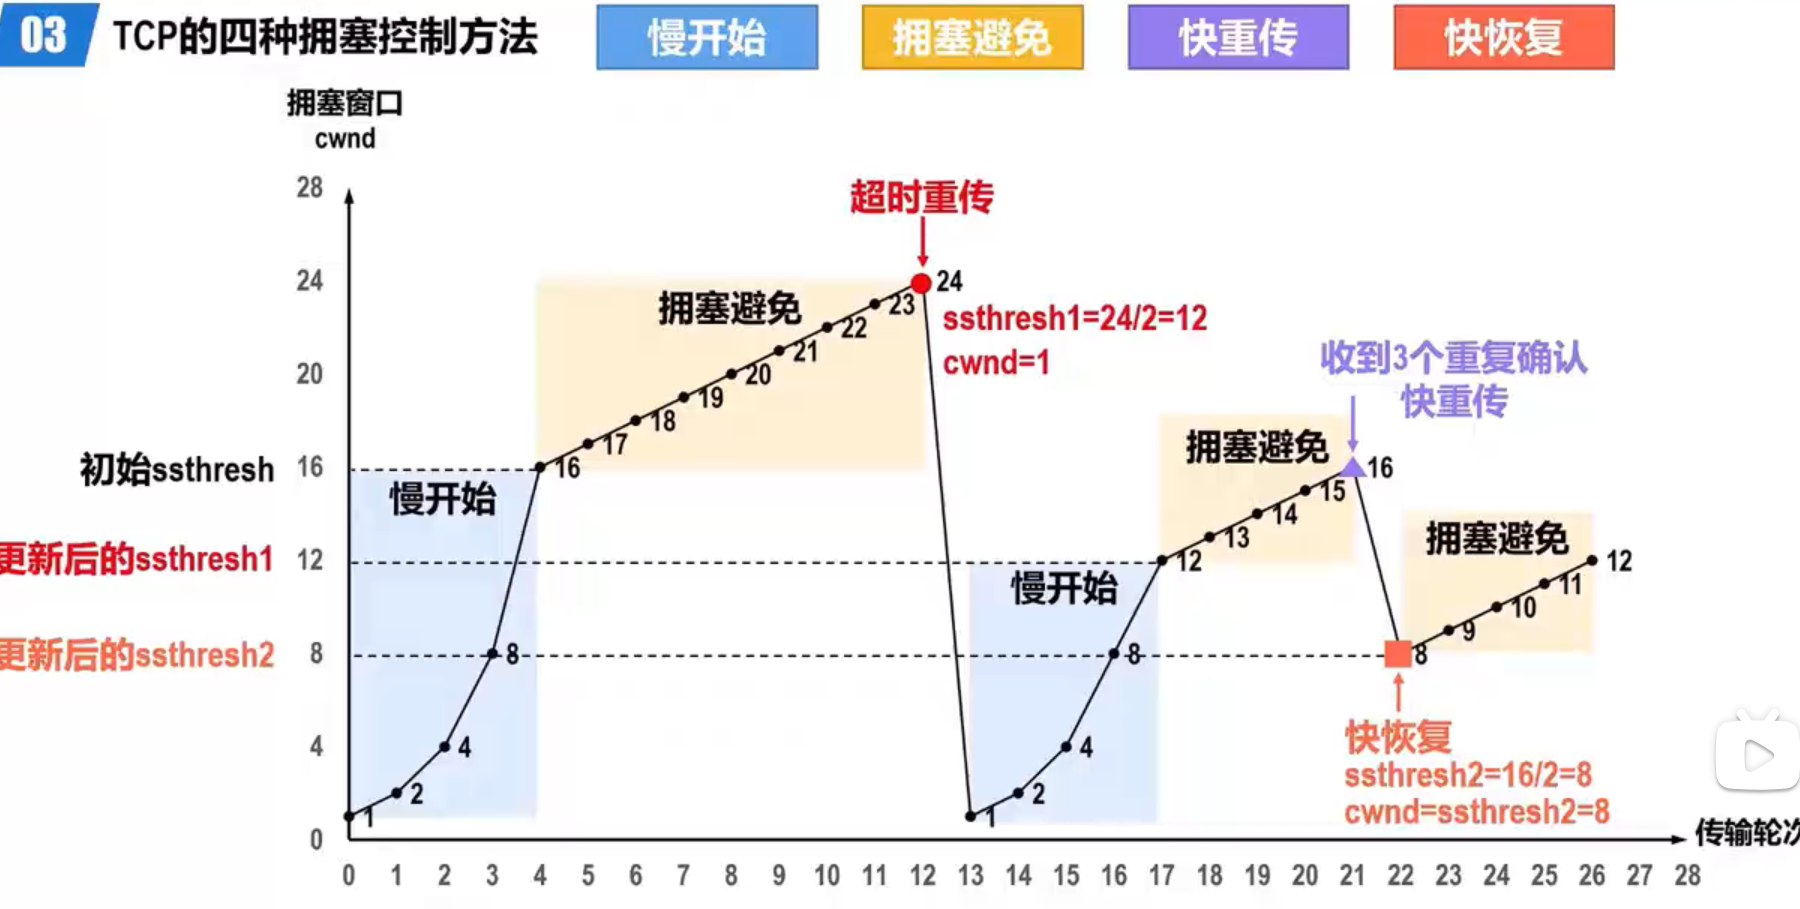 03 TCP的四种拥塞控制方法 慢开始 拥塞避免 快重传 快恢复
拥塞窗口
cwnd
28
超时重传
24
24
拥塞避免
23
ssthresh1=24/2=12
22
cwnd=1
21
收到3个重复确认
快重传
20
20
19
18
17
拥塞避免
初始ssthresh
16
16
16
慢开始
15
14
13
拥塞避免
更新后的ssthresh1
12
12
12
慢开始
11
10
9
更新后的ssthresh2
8
8
8
8
快恢复
4
4
4
ssthresh2=16/2=8
2
2
cwnd=ssthresh2=8
1
1
0
传输轮次
0 1 2 3 4 5 6 7 8 9 10 11 12 13 14 15 16 17 18 19 20 21 22 23 24 25 26 27 28